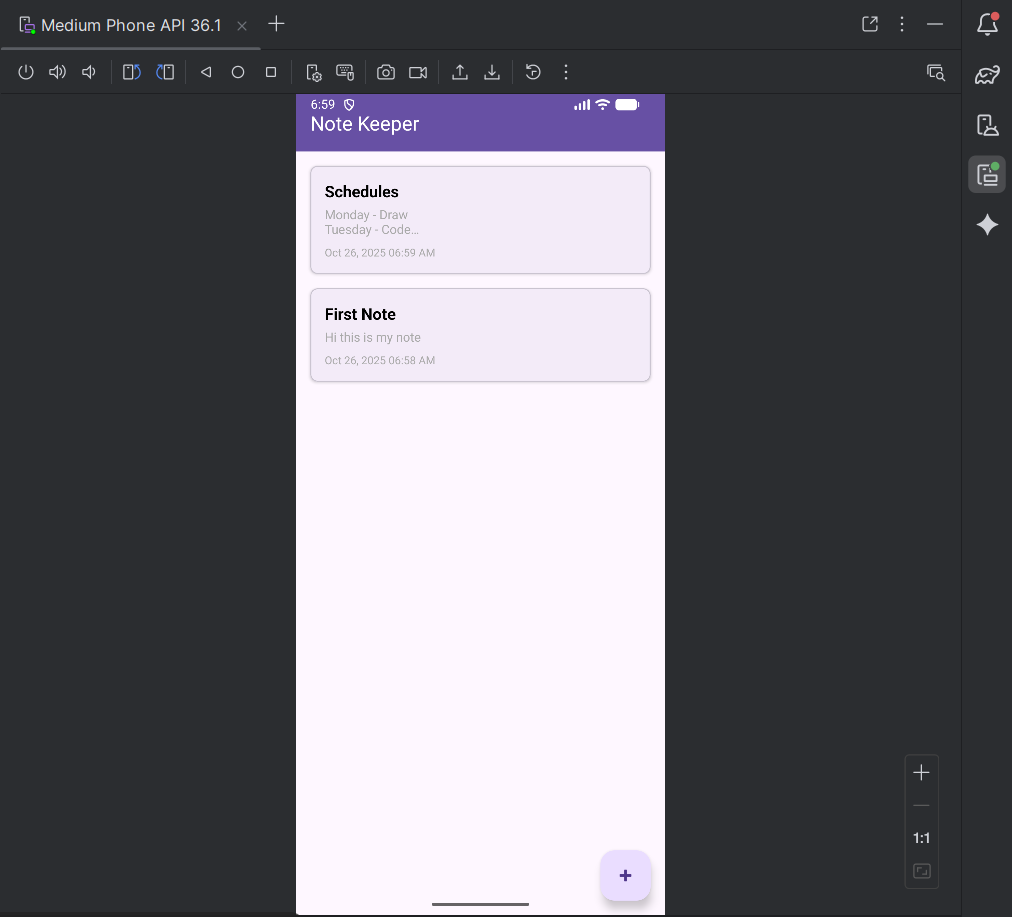 Medium Phone API 36.1
6:59
Note Keeper
Schedules
Monday - Draw
Tuesday - Code...
Oct 26, 2025 06:59 AM
First Note
Hi this is my note
Oct 26, 2025 06:58 AM
+
1:1